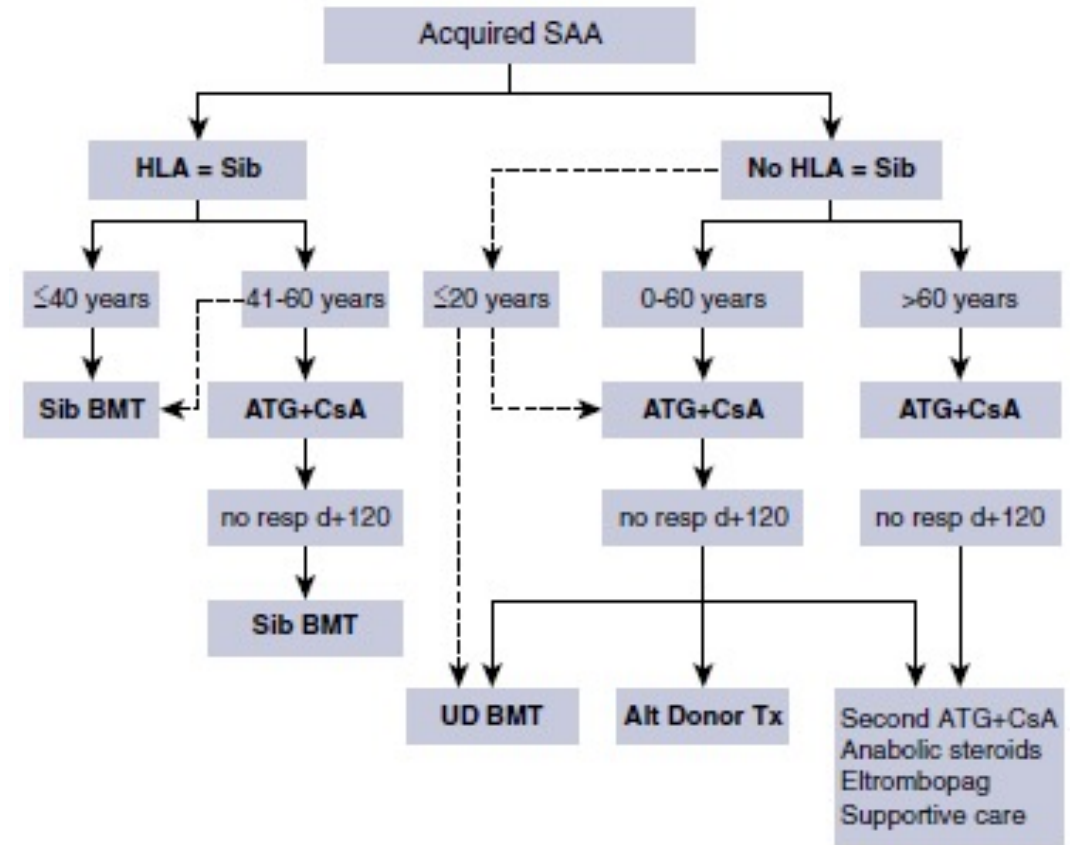 Acquired SAA
HLA = Sib
No HLA = Sib
≤40 years
41-60 years
≤20 years
0-60 years
>60 years
Sib BMT
ATG+CsA
ATG+CsA
ATG+CsA
no resp d+120
no resp d+120
no resp d+120
Sib BMT
UD BMT
Alt Donor Tx
Second ATG+CsA
Anabolic steroids
Eltrombopag
Supportive care